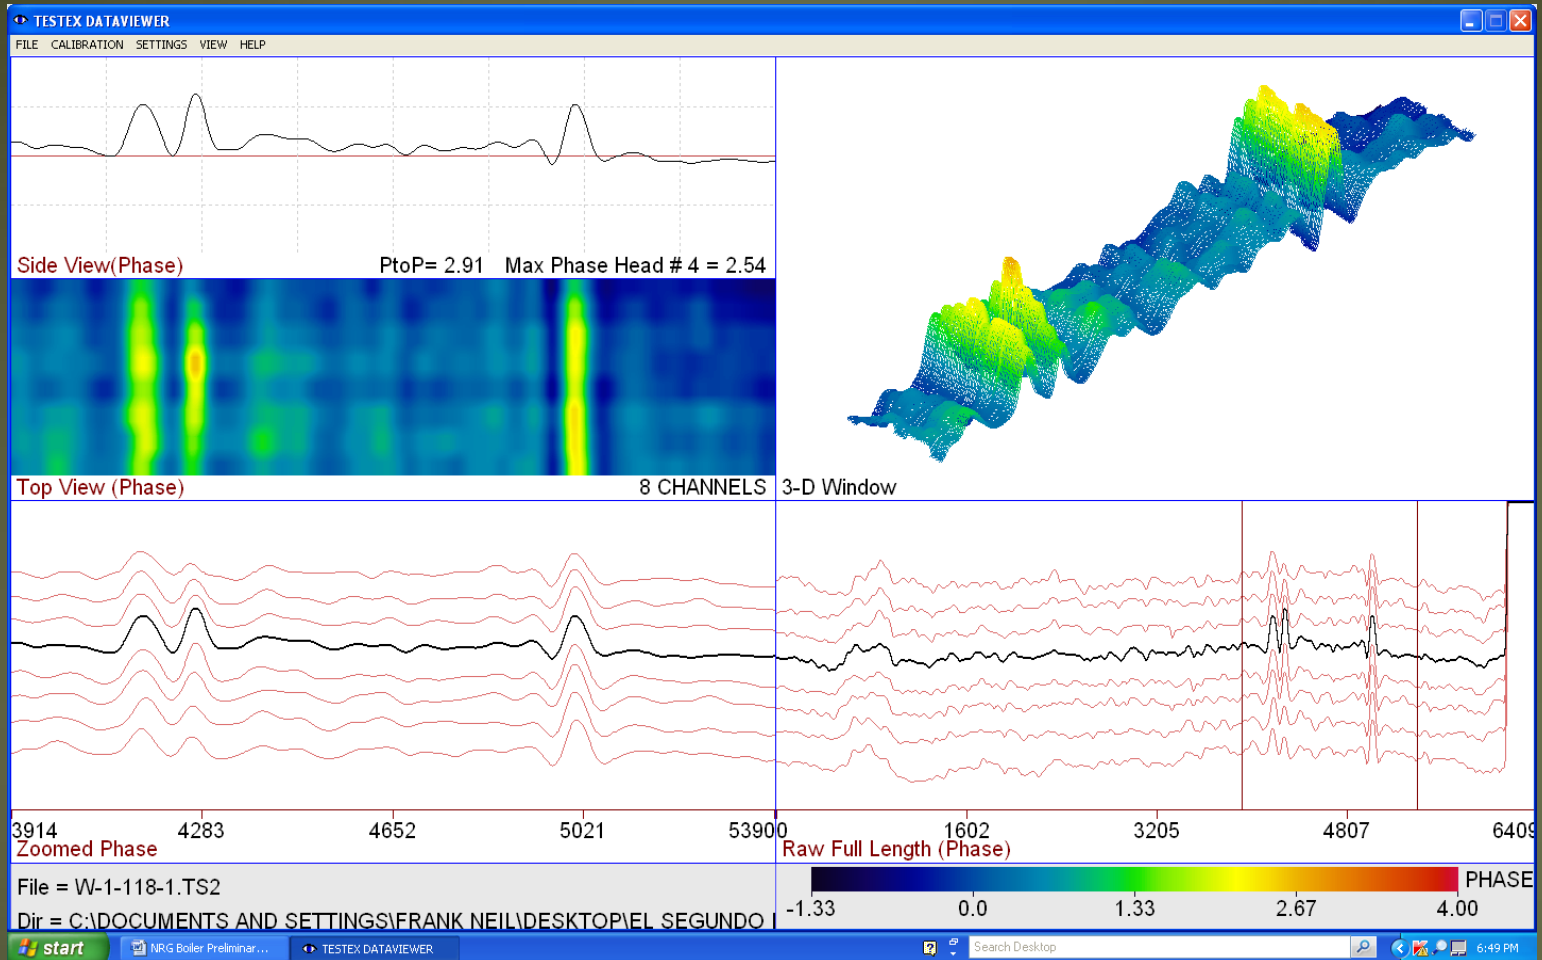 TESTEX DATAVIEWER
FILE CALIBRATION SETTINGS VIEW HELP
Side View(Phase) PtoP= 2.91 Max Phase Head # 4 = 2.54
Top View (Phase) 8 CHANNELS
3-D Window
3914 4283 4652 5021 5390
Zoomed Phase
0 1602 3205 4807 6409
Raw Full Length (Phase)
File = W-1-118-1.TS2
Dir = C:\DOCUMENTS AND SETTINGS\FRANK NEIL\DESKTOP\EL SEGUNDO
PHASE
-1.33 0.0 1.33 2.67 4.00
start NRG Boiler Preliminar... TESTEX DATAVIEWER Search Desktop 6:49 PM